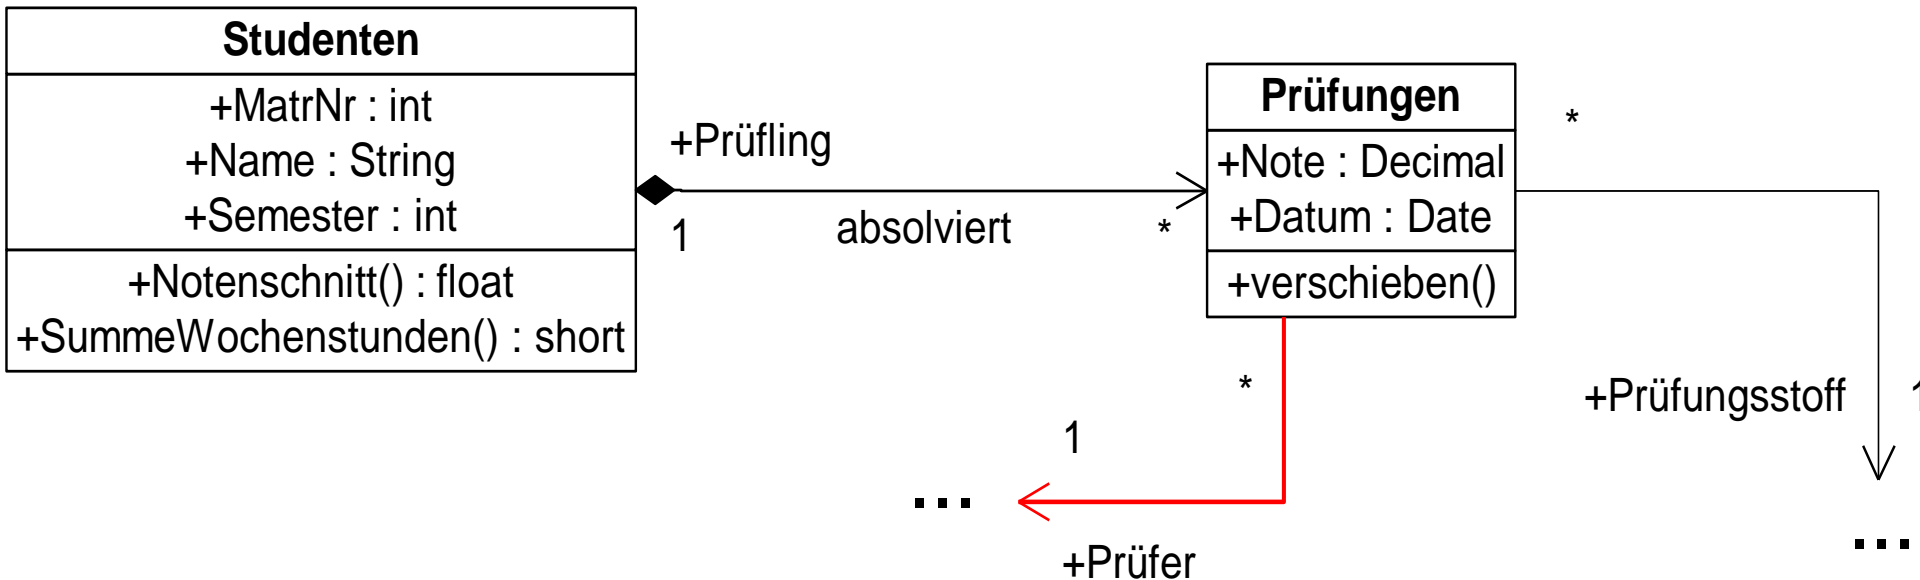 Studenten
+MatrNr : int
+Name : String
+Semester : int
+Notenschnitt() : float
+SummeWochenstunden() : short
+Prüfling
1
absolviert
*
Prüfungen
+Note : Decimal
+Datum : Date
+verschieben()
*
+Prüfungsstoff
1
...
*
1
...
+Prüfer